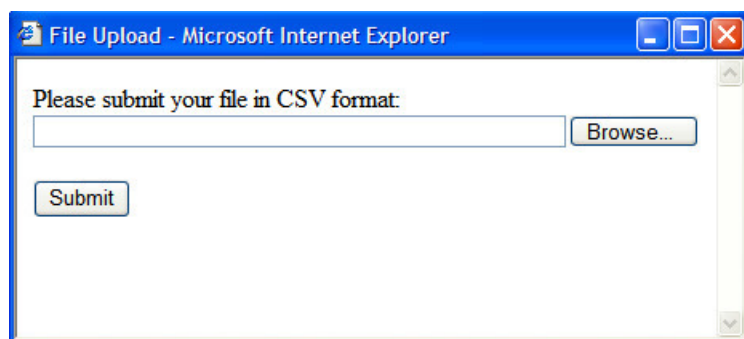 File Upload - Microsoft Internet Explorer
Please submit your file in CSV format:
Browse...
Submit